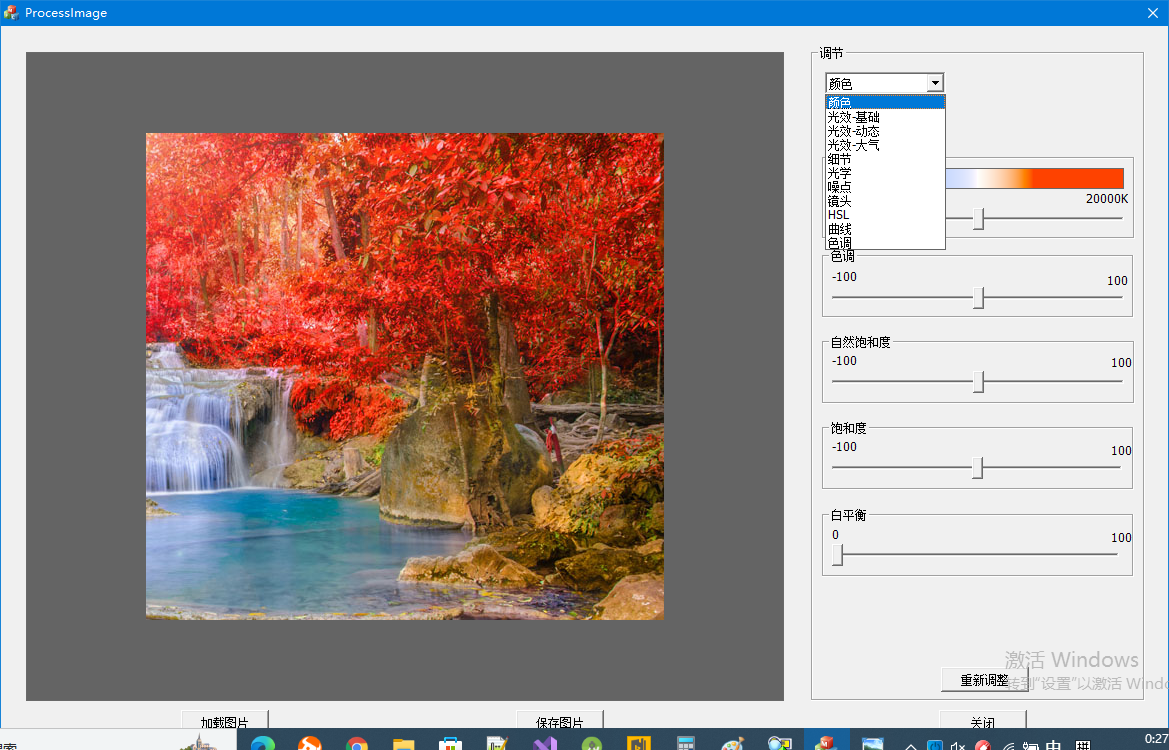 ProcessImage
调节
颜色
颜色
光效-基础
光效-动态
光效-大气
细节
光学
噪点
镜头
HSL
曲线
色调
20000K
色调
-100
100
自然饱和度
-100
100
饱和度
-100
100
白平衡
0
100
激活 Windows
重新调整
转到"设置"以激活 Windo
加载图片
保存图片
关闭
中
0:27